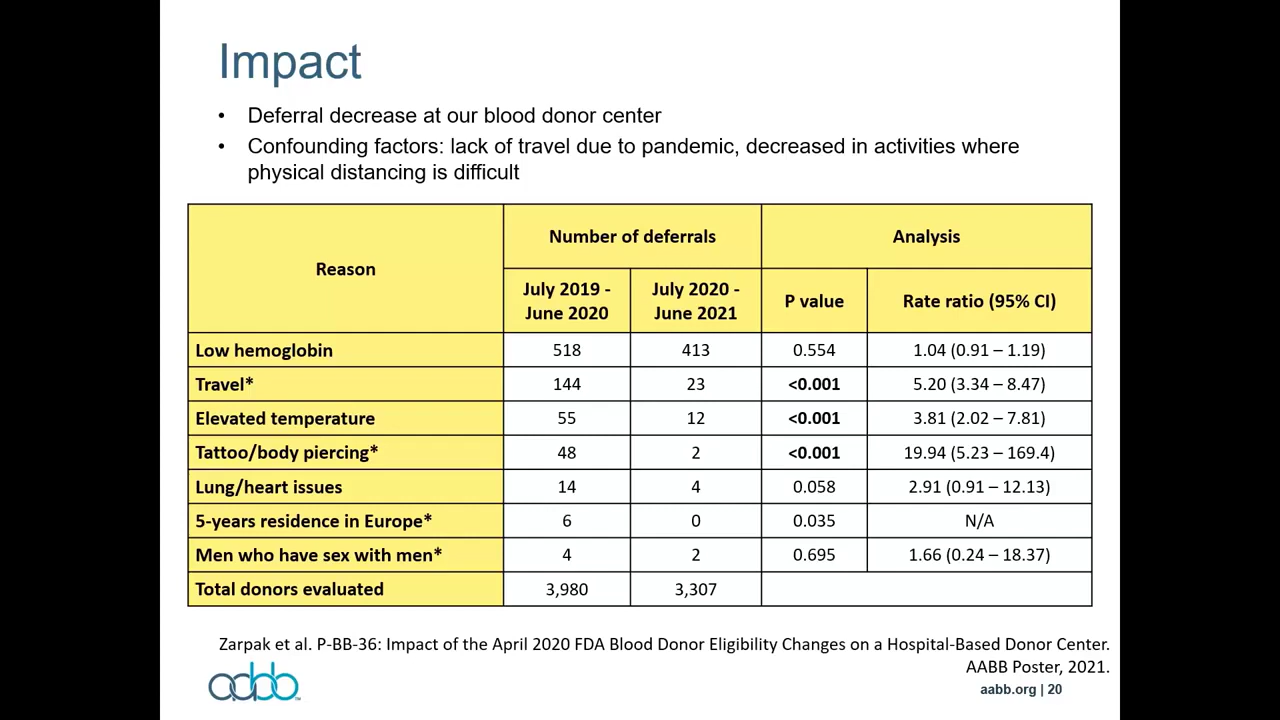 Impact
• Deferral decrease at our blood donor center
• Confounding factors: lack of travel due to pandemic, decreased in activities where
physical distancing is difficult
Reason Number of deferrals Analysis
July 2019 - June 2020 July 2020 - June 2021 P value Rate ratio (95% CI)
Low hemoglobin 518 413 0.554 1.04 (0.91 – 1.19)
Travel* 144 23 <0.001 5.20 (3.34 – 8.47)
Elevated temperature 55 12 <0.001 3.81 (2.02 – 7.81)
Tattoo/body piercing* 48 2 <0.001 19.94 (5.23 – 169.4)
Lung/heart issues 14 4 0.058 2.91 (0.91 – 12.13)
5-years residence in Europe* 6 0 0.035 N/A
Men who have sex with men* 4 2 0.695 1.66 (0.24 – 18.37)
Total donors evaluated 3,980 3,307
Zarpak et al. P-BB-36: Impact of the April 2020 FDA Blood Donor Eligibility Changes on a Hospital-Based Donor Center.
AABB Poster, 2021.
aabb™
aabb.org | 20